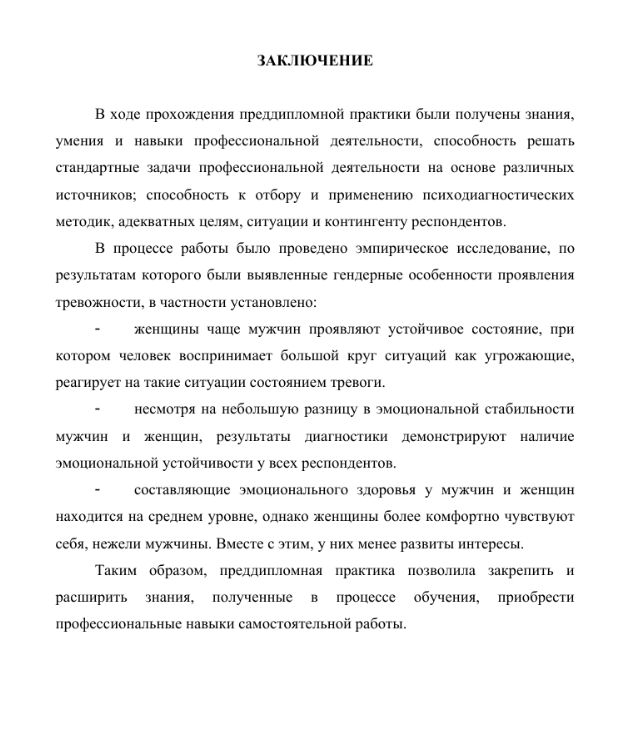 ЗАКЛЮЧЕНИЕ
В ходе прохождения преддипломной практики были получены знания,
умения и навыки профессиональной деятельности, способность решать
стандартные задачи профессиональной деятельности на основе различных
источников; способность к отбору и применению психодиагностических
методик, адекватных целям, ситуации и контингенту респондентов.
В процессе работы было проведено эмпирическое исследование, по
результатам которого были выявленные гендерные особенности проявления
тревожности, в частности установлено:
- женщины чаще мужчин проявляют устойчивое состояние, при
котором человек воспринимает большой круг ситуаций как угрожающие,
реагирует на такие ситуации состоянием тревоги.
- несмотря на небольшую разницу в эмоциональной стабильности
мужчин и женщин, результаты диагностики демонстрируют наличие
эмоциональной устойчивости у всех респондентов.
- составляющие эмоционального здоровья у мужчин и женщин
находится на среднем уровне, однако женщины более комфортно чувствуют
себя, нежели мужчины. Вместе с этим, у них менее развиты интересы.
Таким образом, преддипломная практика позволила закрепить и
расширить знания, полученные в процессе обучения, приобрести
профессиональные навыки самостоятельной работы.